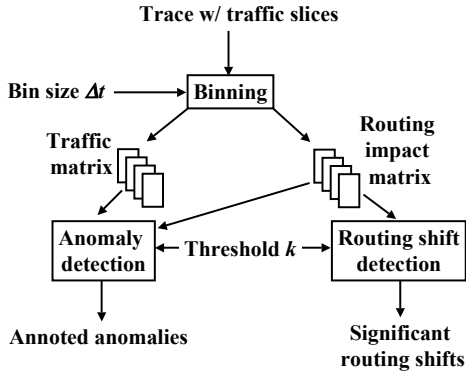 Trace w/ traffic slices
Bin size Δt
Binning
Traffic
matrix
Routing
impact
matrix
Anomaly
detection
Threshold k
Routing shift
detection
Annoted anomalies
Significant
routing shifts